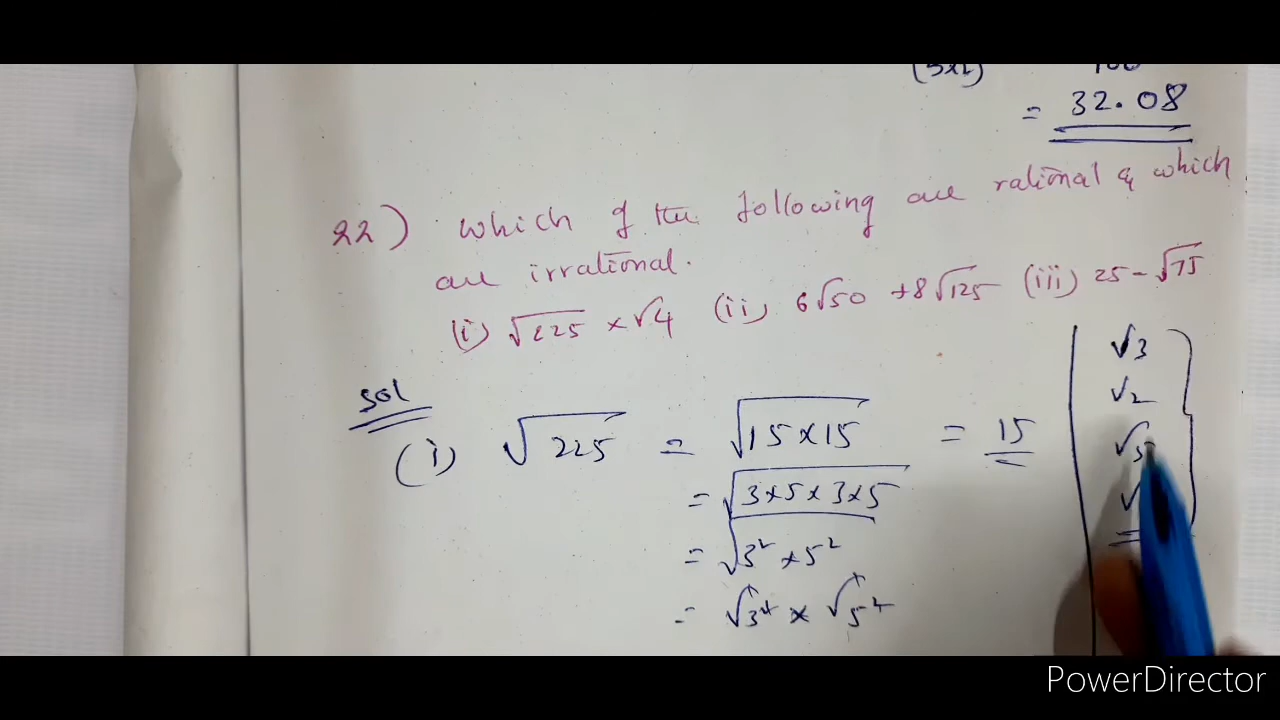 = 32.08
22) which of the following are rational & which
are irrational.
(i) √225 × √4 (ii) 6√50 + 8√125 (iii) 25 - √75
sol
(i) √225 = √15×15 = 15
= √3×5×3×5
= √3² × 5²
= √3² × √5²
√3
√2
√5
√
PowerDirector